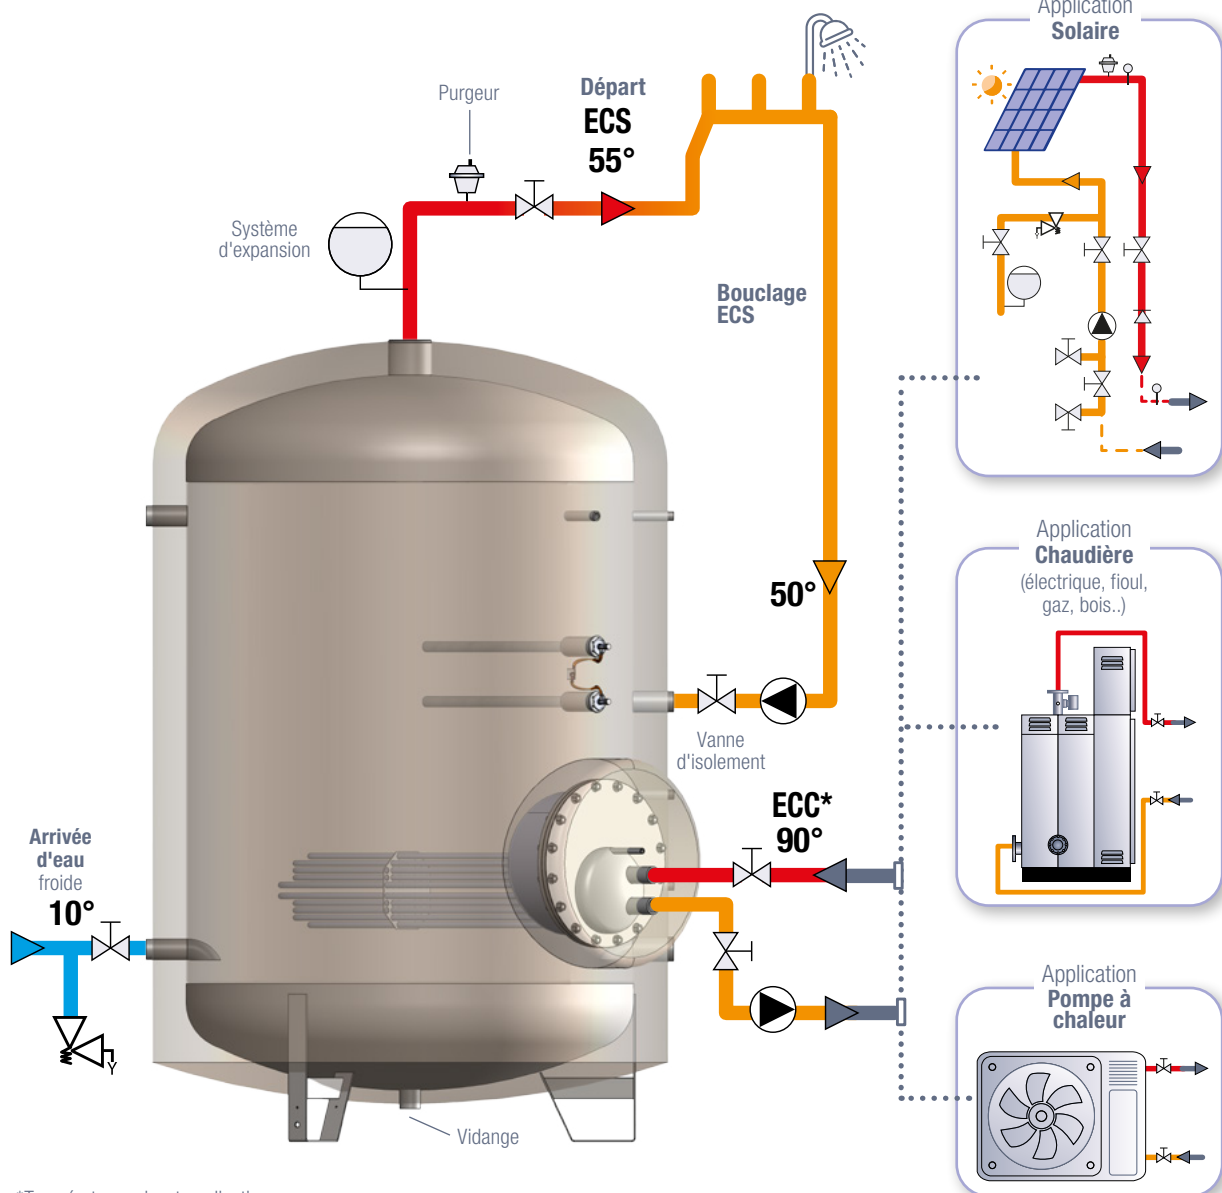 Application
Solaire
Purgeur
Départ
ECS
55°
Système
d'expansion
Bouclage
ECS
50°
Application
Chaudière
(électrique, fioul,
gaz, bois..)
Vanne
d'isolement
ECC*
90°
Arrivée
d'eau
froide
10°
Application
Pompe à
chaleur
Vidange